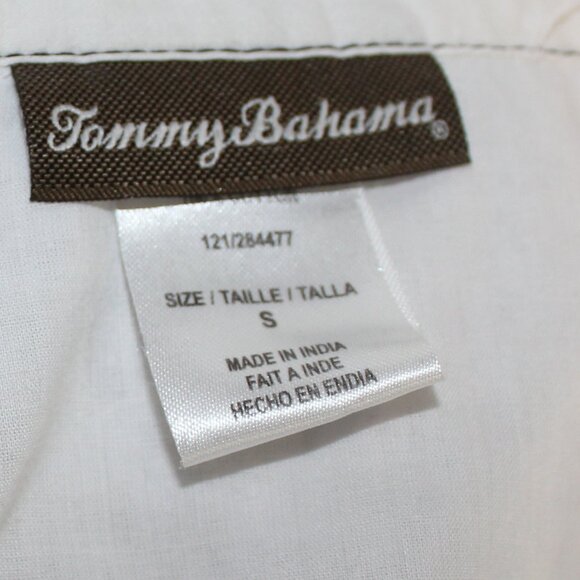 Tommy Bahama®
121/284477
SIZE / TAILLE / TALLA
S
MADE IN INDIA
FAIT A INDE
HECHO EN ENDIA